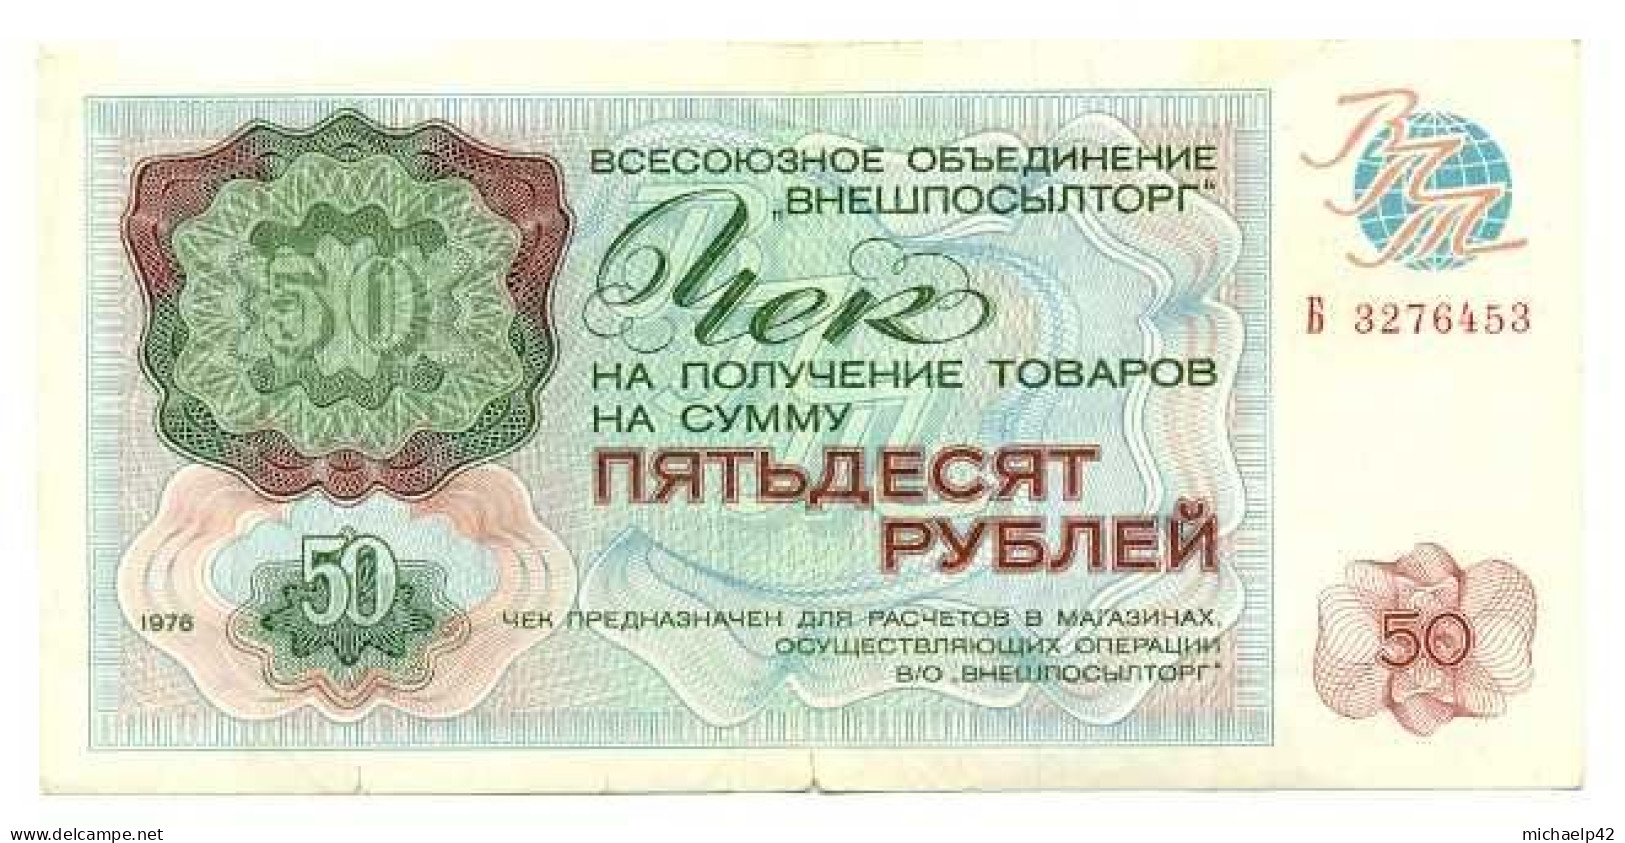 ВСЕСОЮЗНОЕ ОБЪЕДИНЕНИЕ
„ВНЕШПОСЫЛТОРГ“
Чек
НА ПОЛУЧЕНИЕ ТОВАРОВ
НА СУММУ
ПЯТЬДЕСЯТ
РУБЛЕЙ
50
50
1976
ЧЕК ПРЕДНАЗНАЧЕН ДЛЯ РАСЧЕТОВ В МАГАЗИНАХ,
ОСУЩЕСТВЛЯЮЩИХ ОПЕРАЦИИ
В/О „ВНЕШПОСЫЛТОРГ“
ВПТ
Б 3276453
50
www.delcampe.net
michaelp42